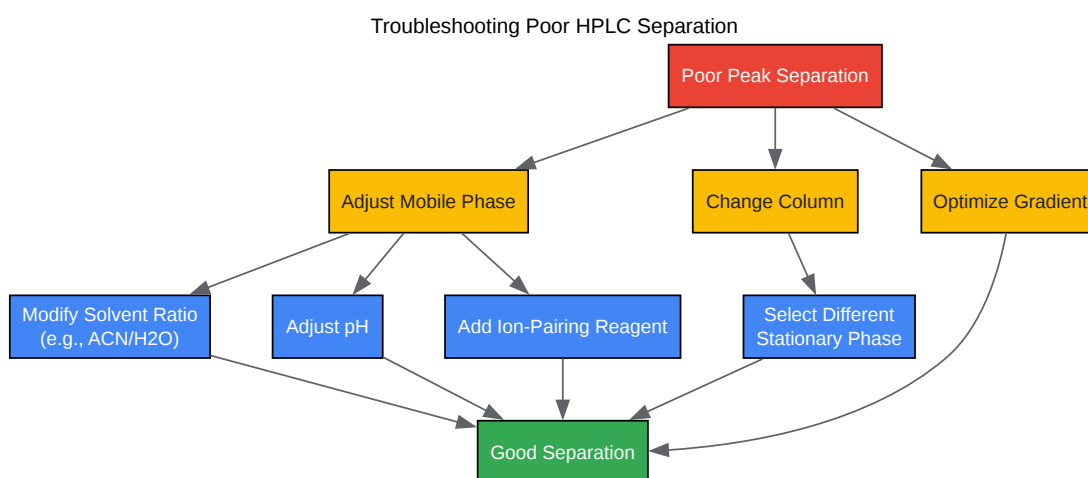 Troubleshooting Poor HPLC Separation
Poor Peak Separation
Adjust Mobile Phase
Change Column
Optimize Gradient
Modify Solvent Ratio
(e.g., ACN/H2O)
Adjust pH
Add Ion-Pairing Reagent
Select Different
Stationary Phase
Good Separation